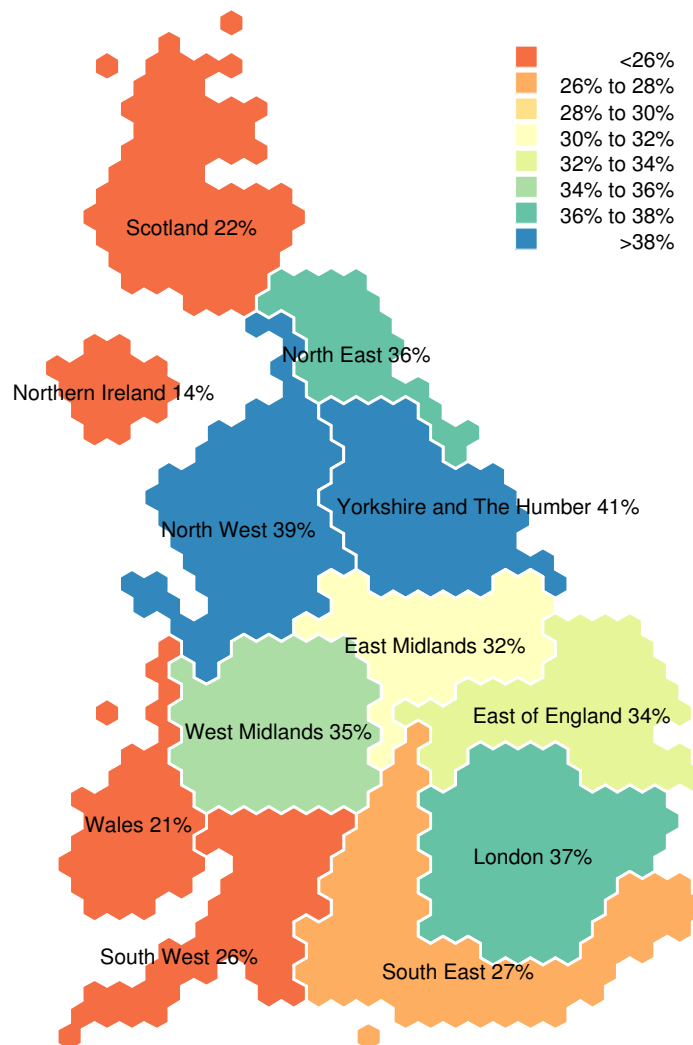 <26%
26% to 28%
28% to 30%
30% to 32%
32% to 34%
34% to 36%
36% to 38%
>38%
Scotland 22%
North East 36%
Northern Ireland 14%
Yorkshire and The Humber 41%
North West 39%
East Midlands 32%
East of England 34%
West Midlands 35%
Wales 21%
London 37%
South West 26%
South East 27%